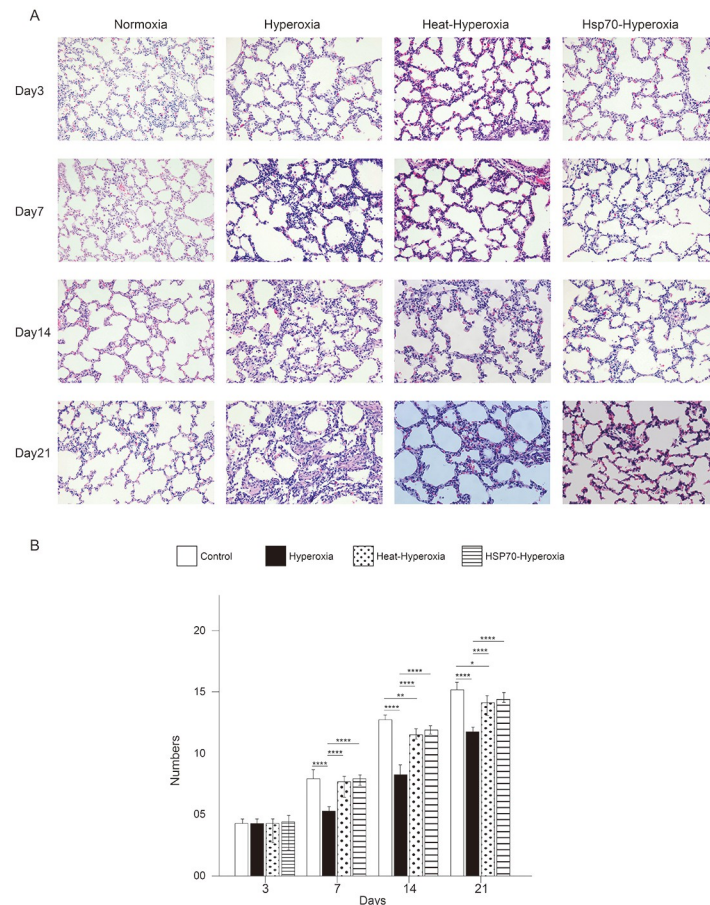 A
Normoxia Hyperoxia Heat-Hyperoxia Hsp70-Hyperoxia
Day3
Day7
Day14
Day21
B
Control Hyperoxia Heat-Hyperoxia HSP70-Hyperoxia
20
15
10
05
00
Numbers
**** **** ****
**** ** **** ****
**** * **** ****
3 7 14 21
Days